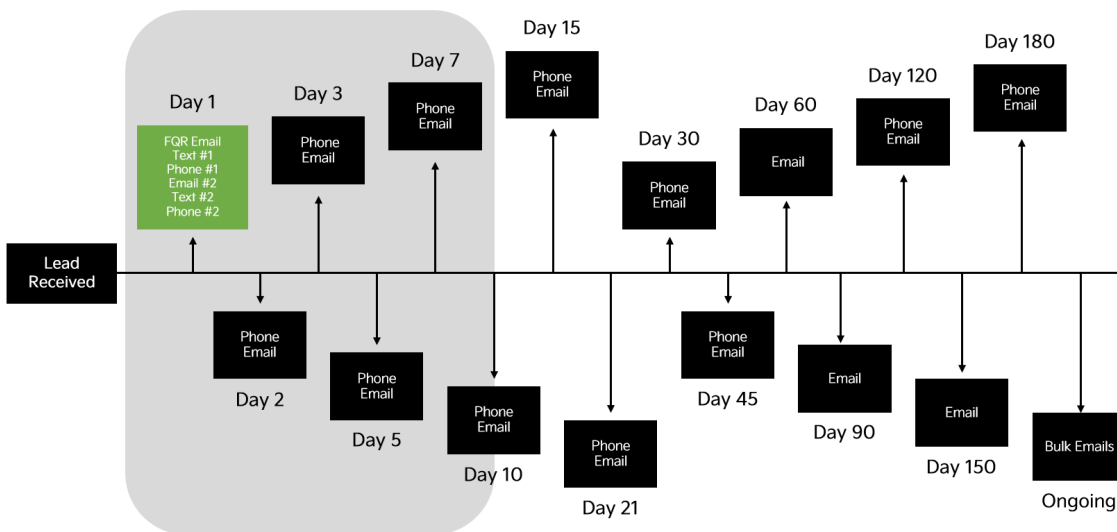 Lead
Received
Day 1
FQR Email
Text #1
Phone #1
Email #2
Text #2
Phone #2
Phone
Email
Day 2
Day 3
Phone
Email
Phone
Email
Day 5
Day 7
Phone
Email
Phone
Email
Day 10
Day 15
Phone
Email
Phone
Email
Day 21
Day 30
Phone
Email
Phone
Email
Day 45
Day 60
Email
Email
Day 90
Day 120
Phone
Email
Email
Day 150
Day 180
Phone
Email
Bulk Emails
Ongoing